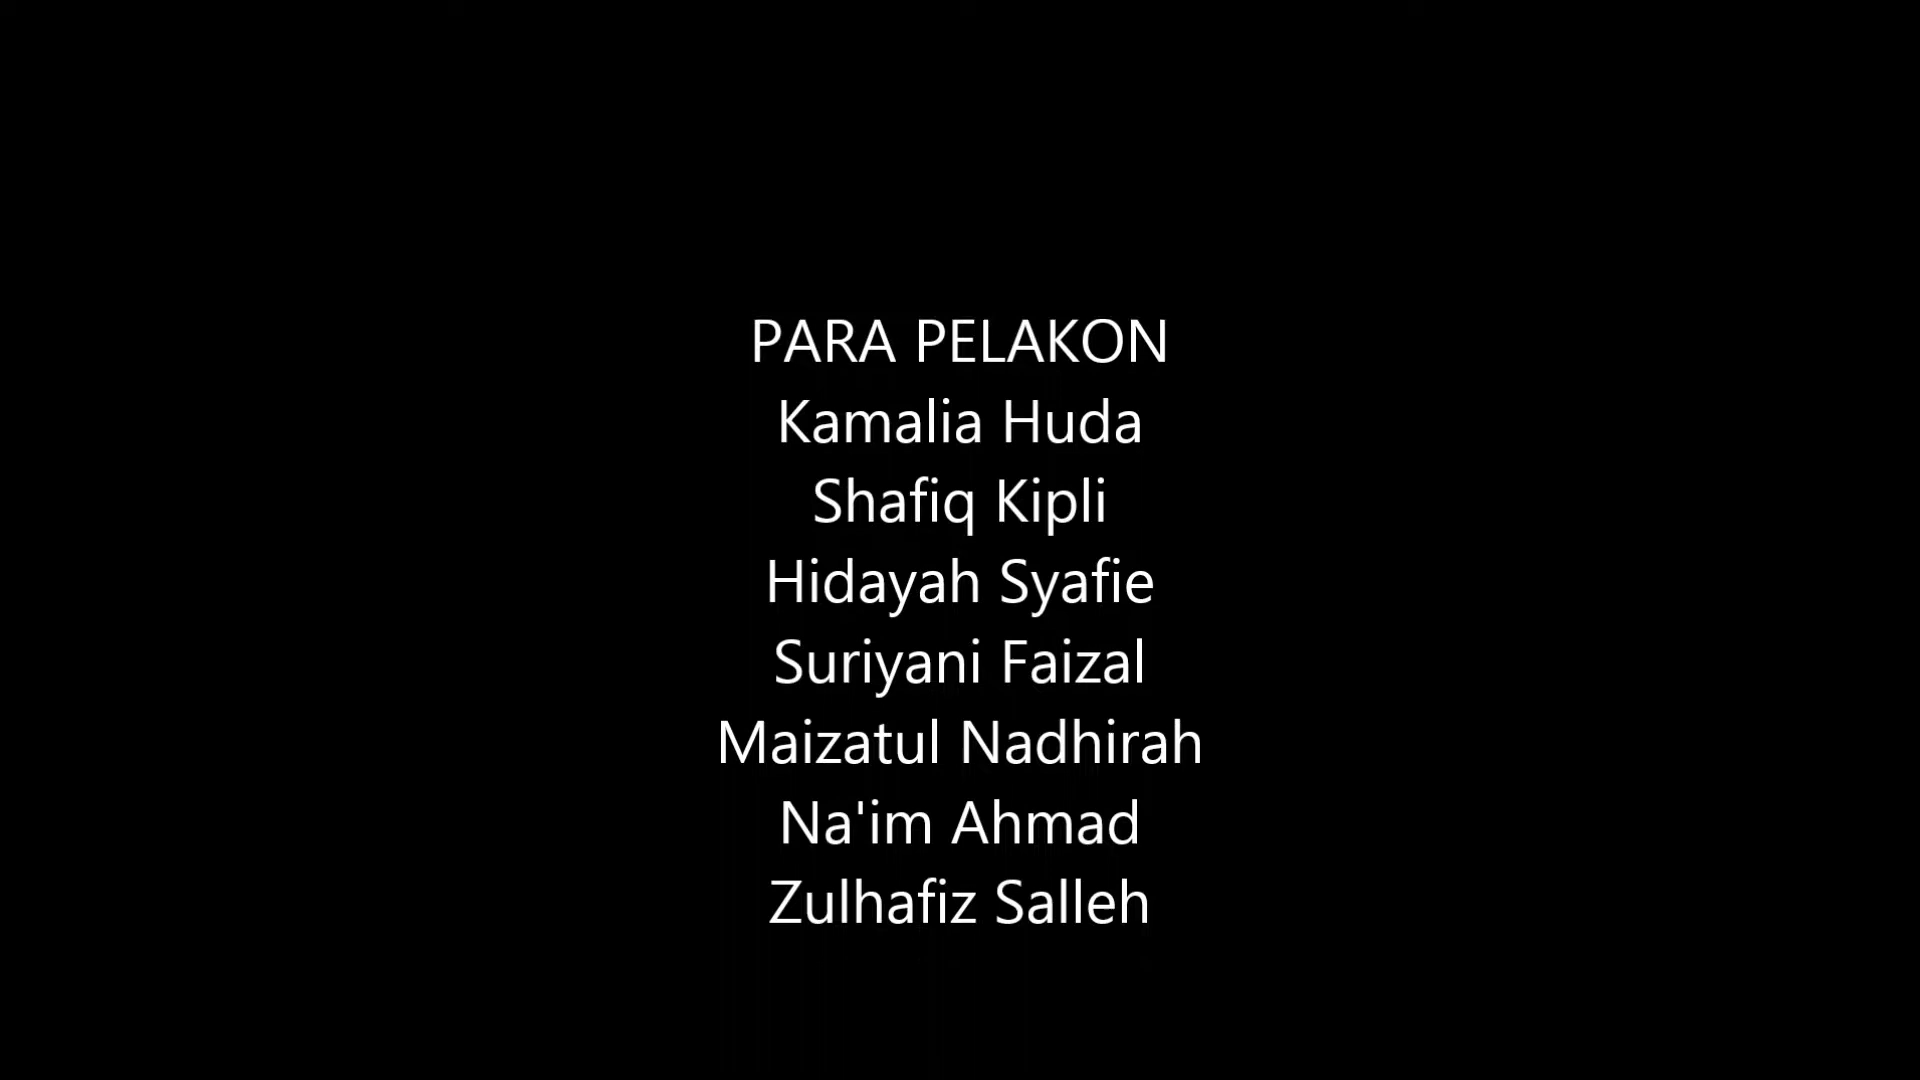 PARA PELAKON
Kamalia Huda
Shafiq Kipli
Hidayah Syafie
Suriyani Faizal
Maizatul Nadhirah
Na'im Ahmad
Zulhafiz Salleh